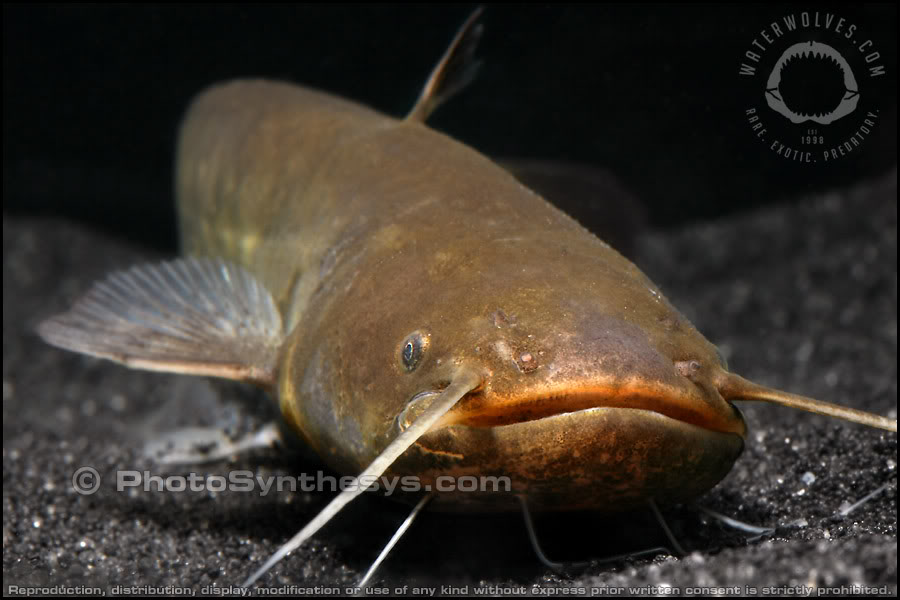 WATERWOLVES.COM
EST
1998
RARE. EXOTIC. PREDATORY.
© PhotoSynthesys.com
Reproduction, distribution, display, modification or use of any kind without express prior written consent is strictly prohibited.